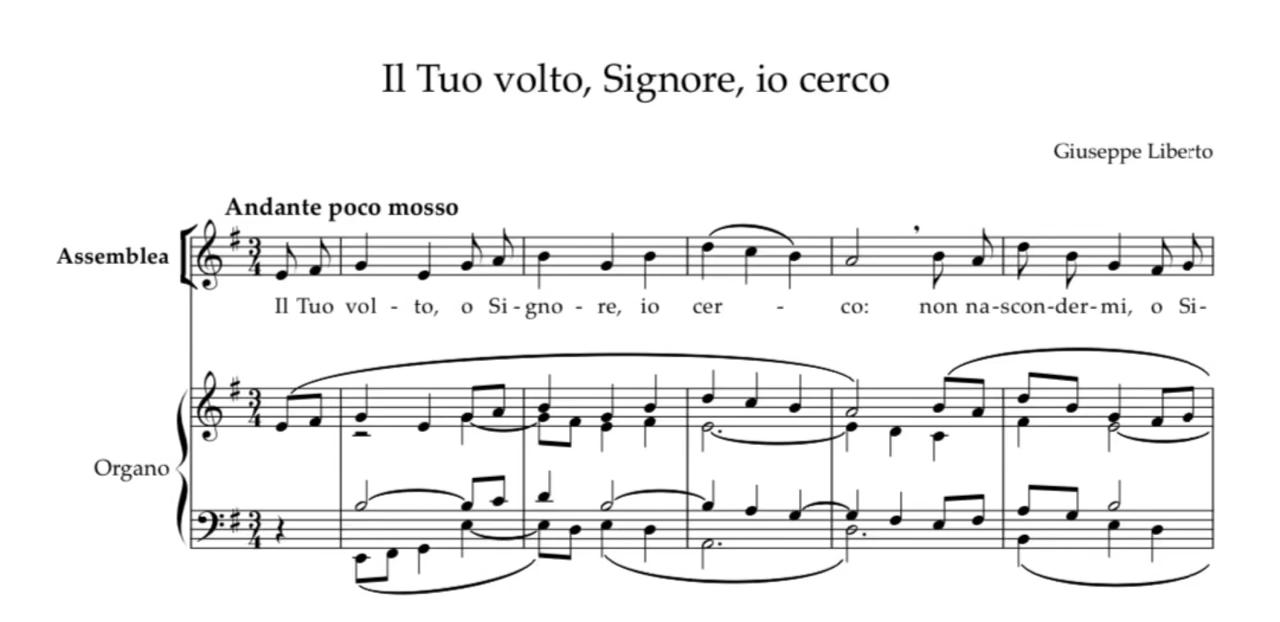 Il Tuo volto, Signore, io cerco
Giuseppe Liberto
Andante poco mosso
Assemblea
Il Tuo vol - to, o Si - gno - re, io cer - co: non na-scon-der-mi, o Si-
Organo